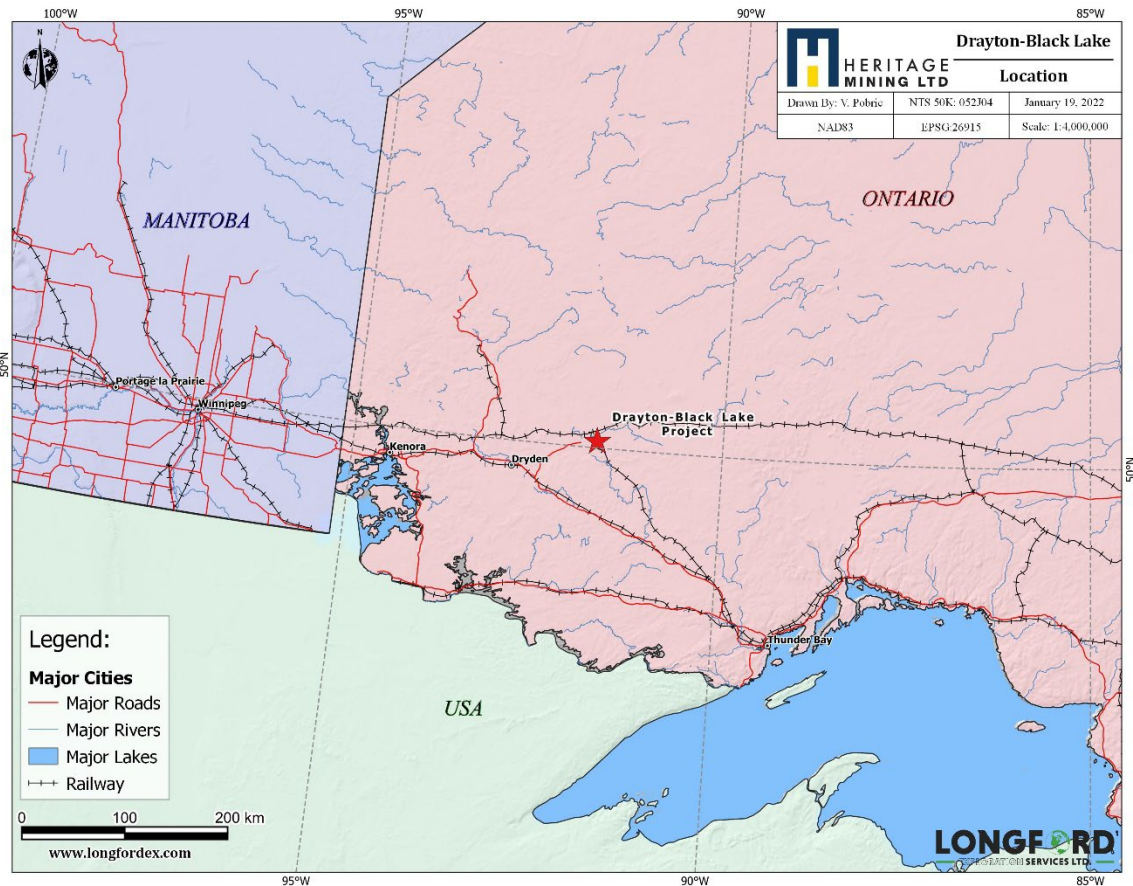 100°W
95°W
90°W
85°W
N
HERITAGE
MINING LTD
Drayton-Black Lake
Location
Drawn By: V. Pobric
NTS 50K: 052J04
January 19, 2022
NAD83
EPSG:26915
Scale: 1:4,000,000
MANITOBA
ONTARIO
50°N
Portage la Prairie
Winnipeg
Kenora
Dryden
Drayton-Black Lake
Project
50°N
Thunder Bay
USA
Legend:
Major Cities
Major Roads
Major Rivers
Major Lakes
Railway
0 100 200 km
www.longfordex.com
LONGFORD
EXPLORATION SERVICES LTD.
95°W
90°W
85°W